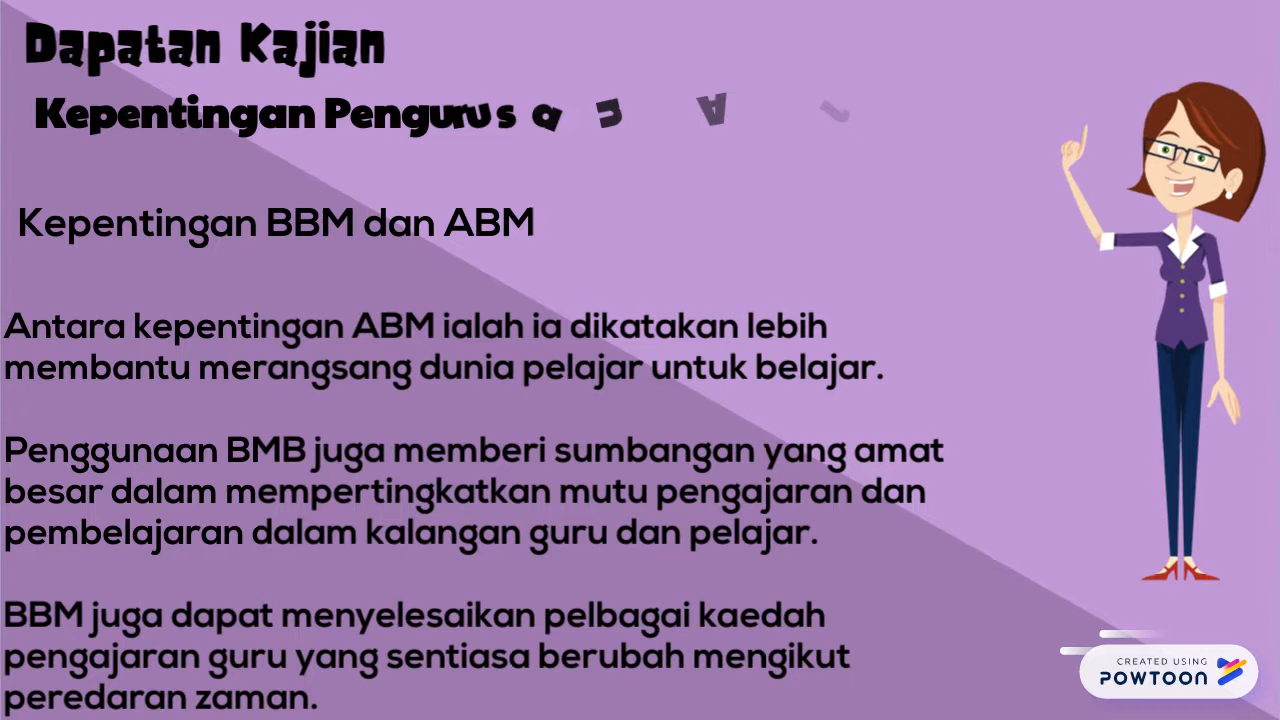 Dapatan Kajian
Kepentingan Pengurusan A
Kepentingan BBM dan ABM
Antara kepentingan ABM ialah ia dikatakan lebih
membantu merangsang dunia pelajar untuk belajar.
Penggunaan BMB juga memberi sumbangan yang amat
besar dalam mempertingkatkan mutu pengajaran dan
pembelajaran dalam kalangan guru dan pelajar.
BBM juga dapat menyelesaikan pelbagai kaedah
pengajaran guru yang sentiasa berubah mengikut
peredaran zaman.
CREATED USING
POWTOON